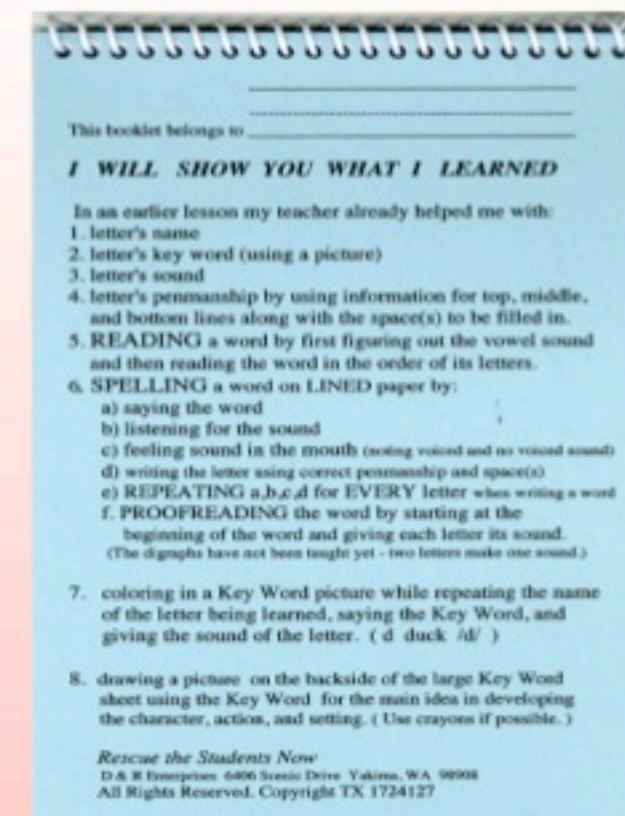 This booklet belongs to
I WILL SHOW YOU WHAT I LEARNED
In an earlier lesson my teacher already helped me with:
1. letter's name
2. letter's key word (using a picture)
3. letter's sound
4. letter's penmanship by using information for top, middle,
and bottom lines along with the space(s) to be filled in.
5. READING a word by first figuring out the vowel sound
and then reading the word in the order of its letters.
6. SPELLING a word on LINED paper by:
a) saying the word
b) listening for the sound
c) feeling sound in the mouth (noting voiced and no voiced sound)
d) writing the letter using correct penmanship and space(s)
e) REPEATING a,b,c,d for EVERY letter when writing a word
f. PROOFREADING the word by starting at the
beginning of the word and giving each letter its sound.
(The digraphs have not been taught yet - two letters make one sound.)
7. coloring in a Key Word picture while repeating the name
of the letter being learned, saying the Key Word, and
giving the sound of the letter. ( d duck /d/ )
8. drawing a picture on the backside of the large Key Word
sheet using the Key Word for the main idea in developing
the character, action, and setting. ( Use crayons if possible. )
Rescue the Students Now
D & R Enterprises 6406 Scenic Drive Yakima, WA 98908
All Rights Reserved. Copyright TX 1724127